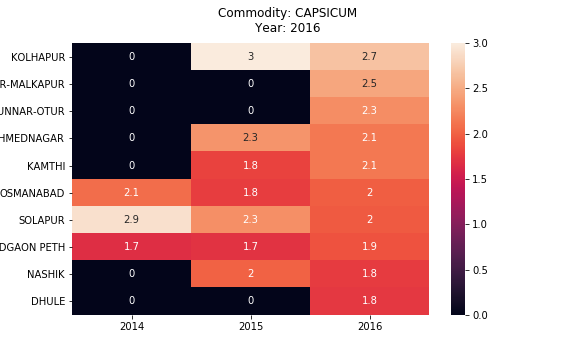 Commodity: CAPSICUM
Year: 2016
KOLHAPUR 0 3 2.7
R-MALKAPUR 0 0 2.5
UNNAR-OTUR 0 0 2.3
HMEDNAGAR 0 2.3 2.1
KAMTHI 0 1.8 2.1
OSMANABAD 2.1 1.8 2
SOLAPUR 2.9 2.3 2
DGAON PETH 1.7 1.7 1.9
NASHIK 0 2 1.8
DHULE 0 0 1.8
2014 2015 2016
3.0
2.5
2.0
1.5
1.0
0.5
0.0